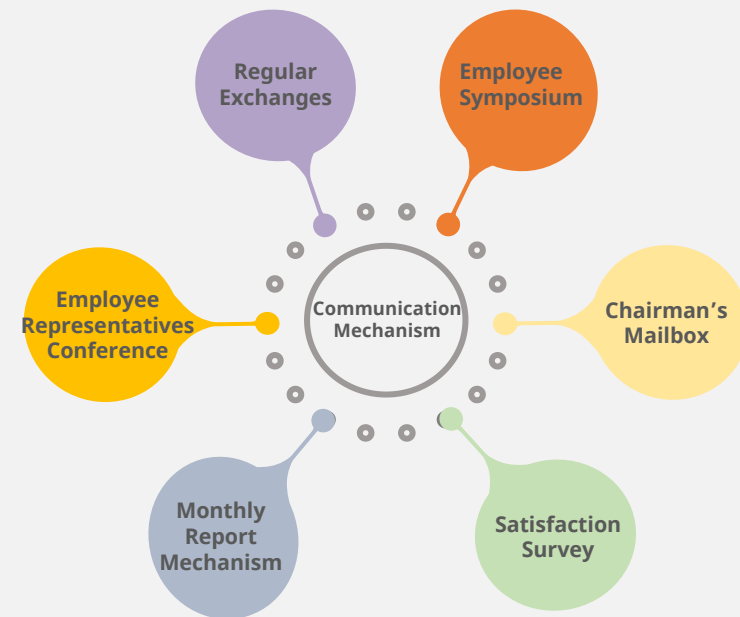 Regular
Exchanges
Employee
Symposium
Employee
Representatives
Conference
Communication
Mechanism
Chairman’s
Mailbox
Monthly
Report
Mechanism
Satisfaction
Survey